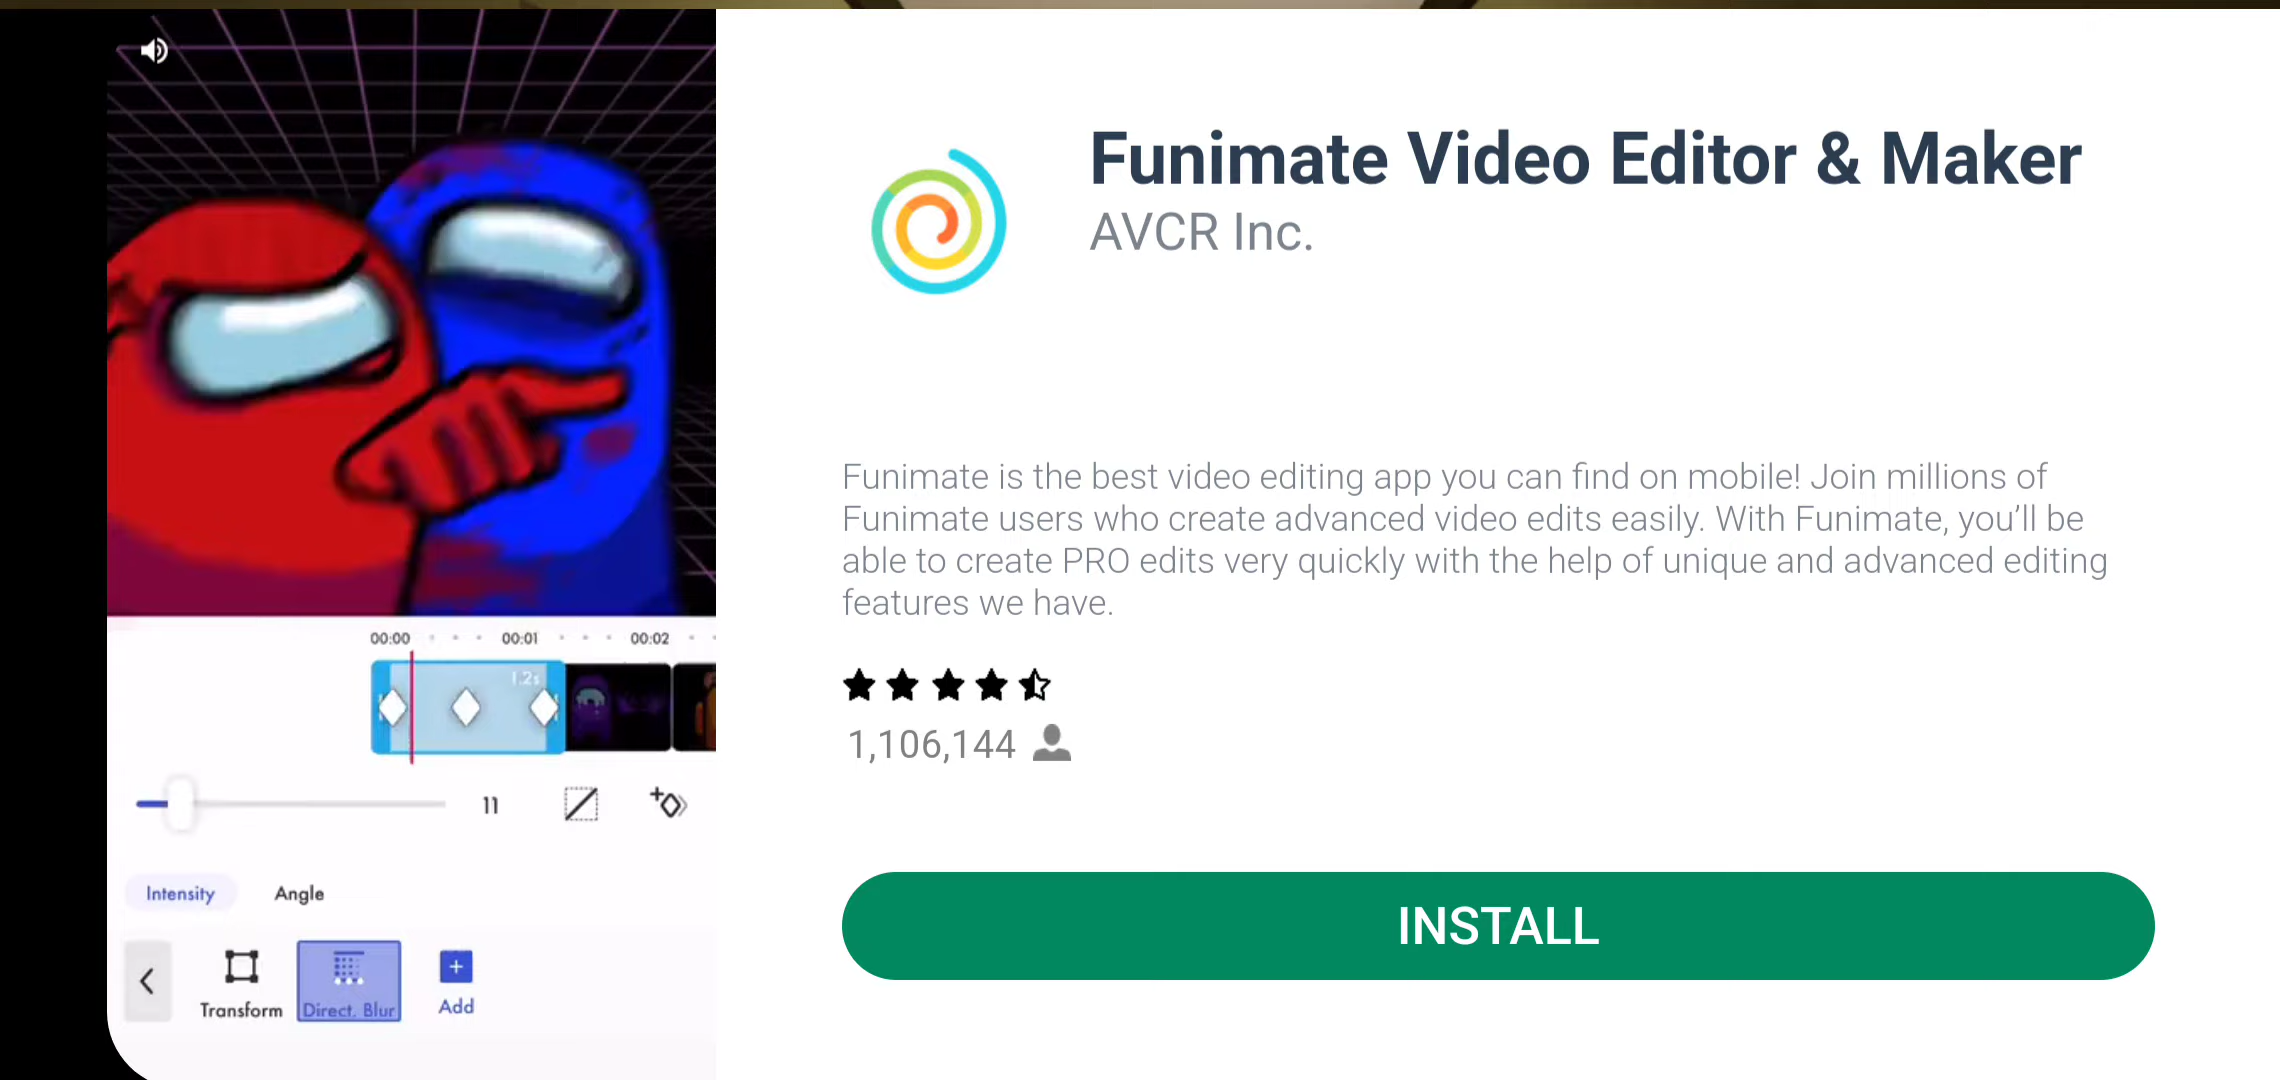 Funimate Video Editor & Maker
AVCR Inc.
Funimate is the best video editing app you can find on mobile! Join millions of
Funimate users who create advanced video edits easily. With Funimate, you’ll be
able to create PRO edits very quickly with the help of unique and advanced editing
features we have.
1,106,144
INSTALL
00:00
00:01
00:02
1.2s
11
Intensity
Angle
Transform
Direct. Blur
Add